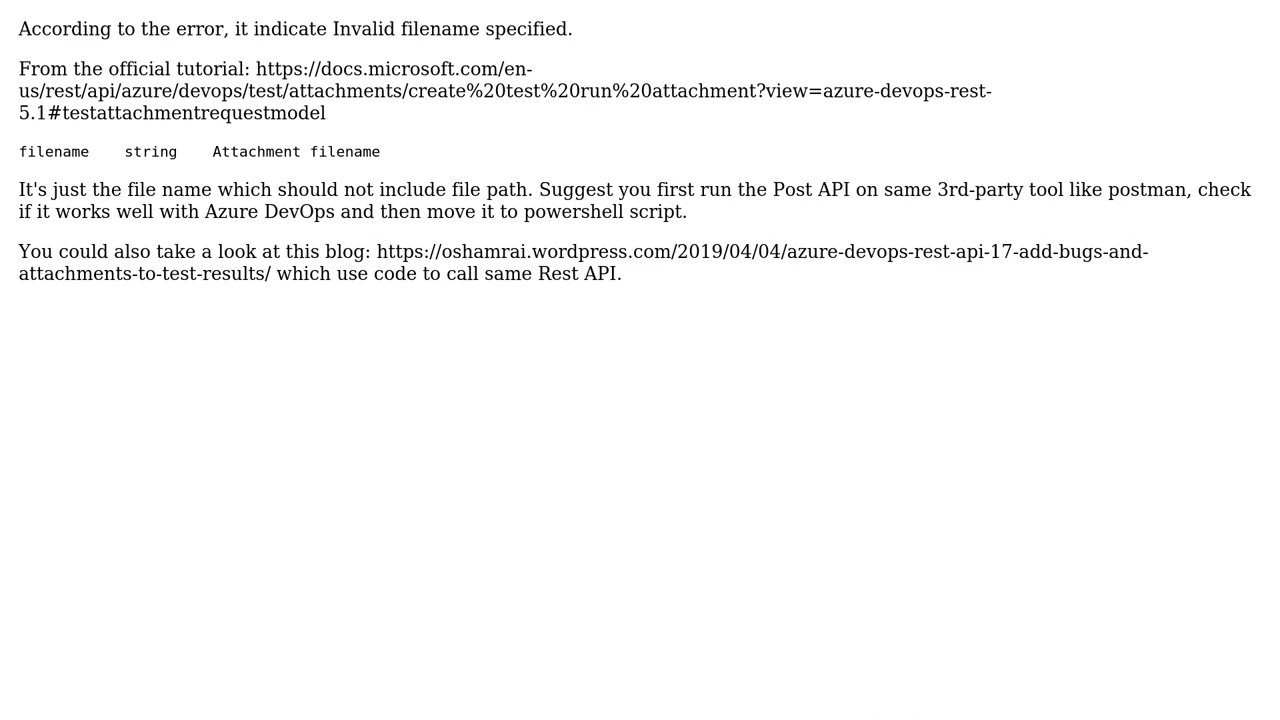 According to the error, it indicate Invalid filename specified.
From the official tutorial: https://docs.microsoft.com/en-
us/rest/api/azure/devops/test/attachments/create%20test%20run%20attachment?view=azure-devops-rest-
5.1#testattachmentrequestmodel
filename    string    Attachment filename
It's just the file name which should not include file path. Suggest you first run the Post API on same 3rd-party tool like postman, check
if it works well with Azure DevOps and then move it to powershell script.
You could also take a look at this blog: https://oshamrai.wordpress.com/2019/04/04/azure-devops-rest-api-17-add-bugs-and-
attachments-to-test-results/ which use code to call same Rest API.